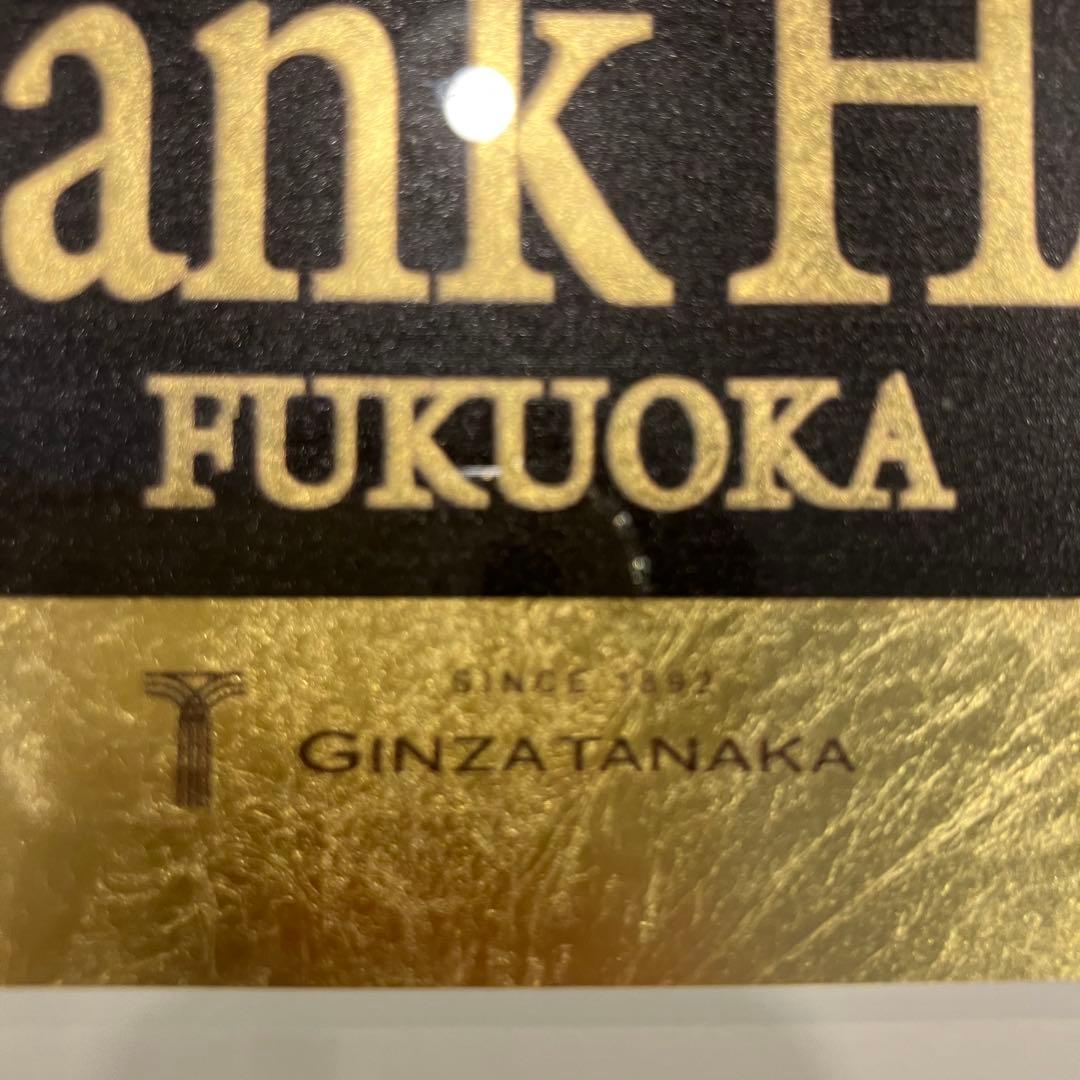 ank H
FUKUOKA
SINCE 1892
GINZA TANAKA